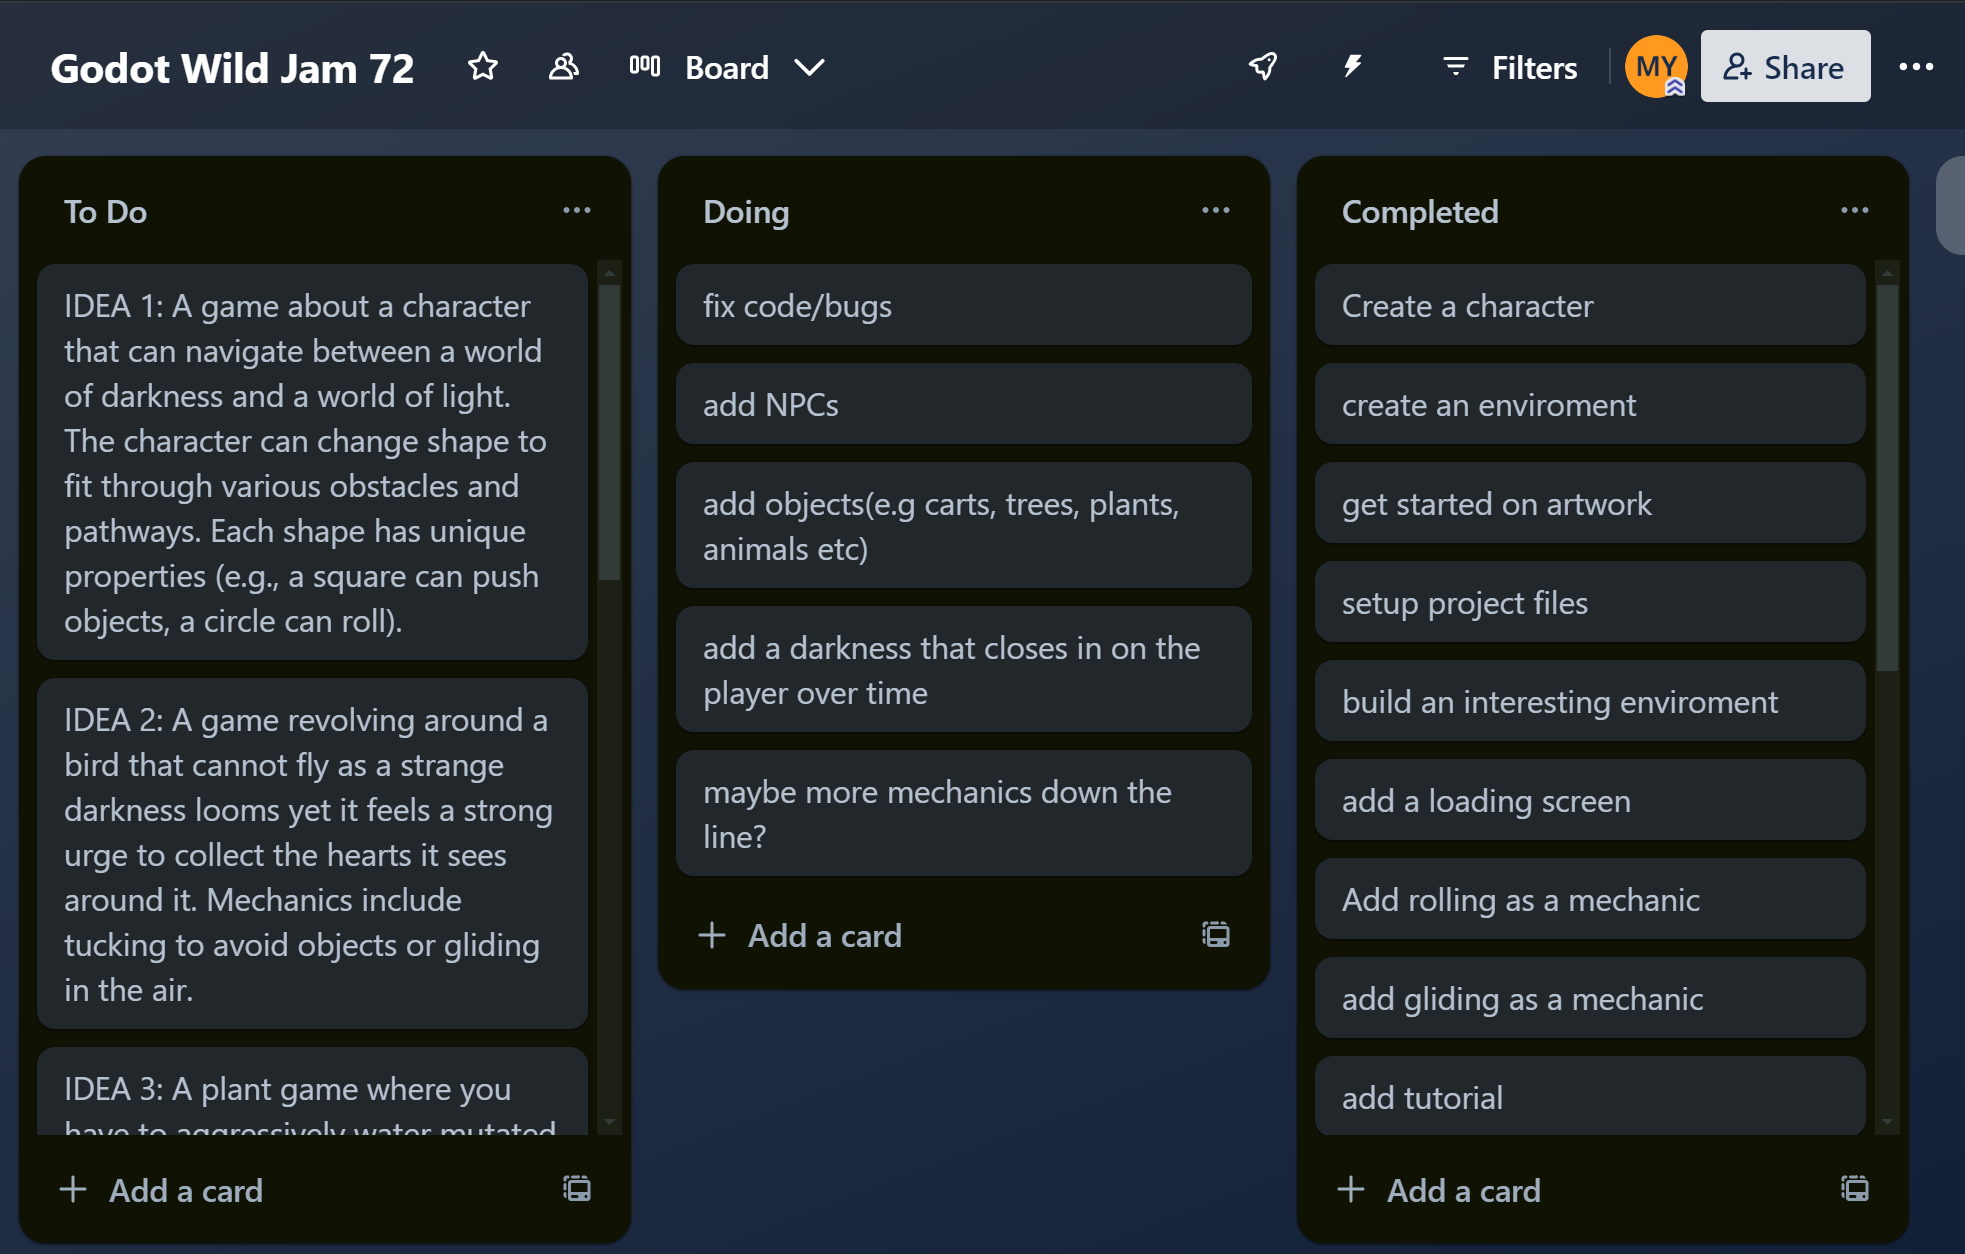 Godot Wild Jam 72
Board
Filters
MY
Share
To Do
IDEA 1: A game about a character
that can navigate between a world
of darkness and a world of light.
The character can change shape to
fit through various obstacles and
pathways. Each shape has unique
properties (e.g., a square can push
objects, a circle can roll).
IDEA 2: A game revolving around a
bird that cannot fly as a strange
darkness looms yet it feels a strong
urge to collect the hearts it sees
around it. Mechanics include
tucking to avoid objects or gliding
in the air.
IDEA 3: A plant game where you
have to aggressively water mutated
Add a card
Doing
fix code/bugs
add NPCs
add objects(e.g carts, trees, plants,
animals etc)
add a darkness that closes in on the
player over time
maybe more mechanics down the
line?
Add a card
Completed
Create a character
create an enviroment
get started on artwork
setup project files
build an interesting enviroment
add a loading screen
Add rolling as a mechanic
add gliding as a mechanic
add tutorial
Add a card